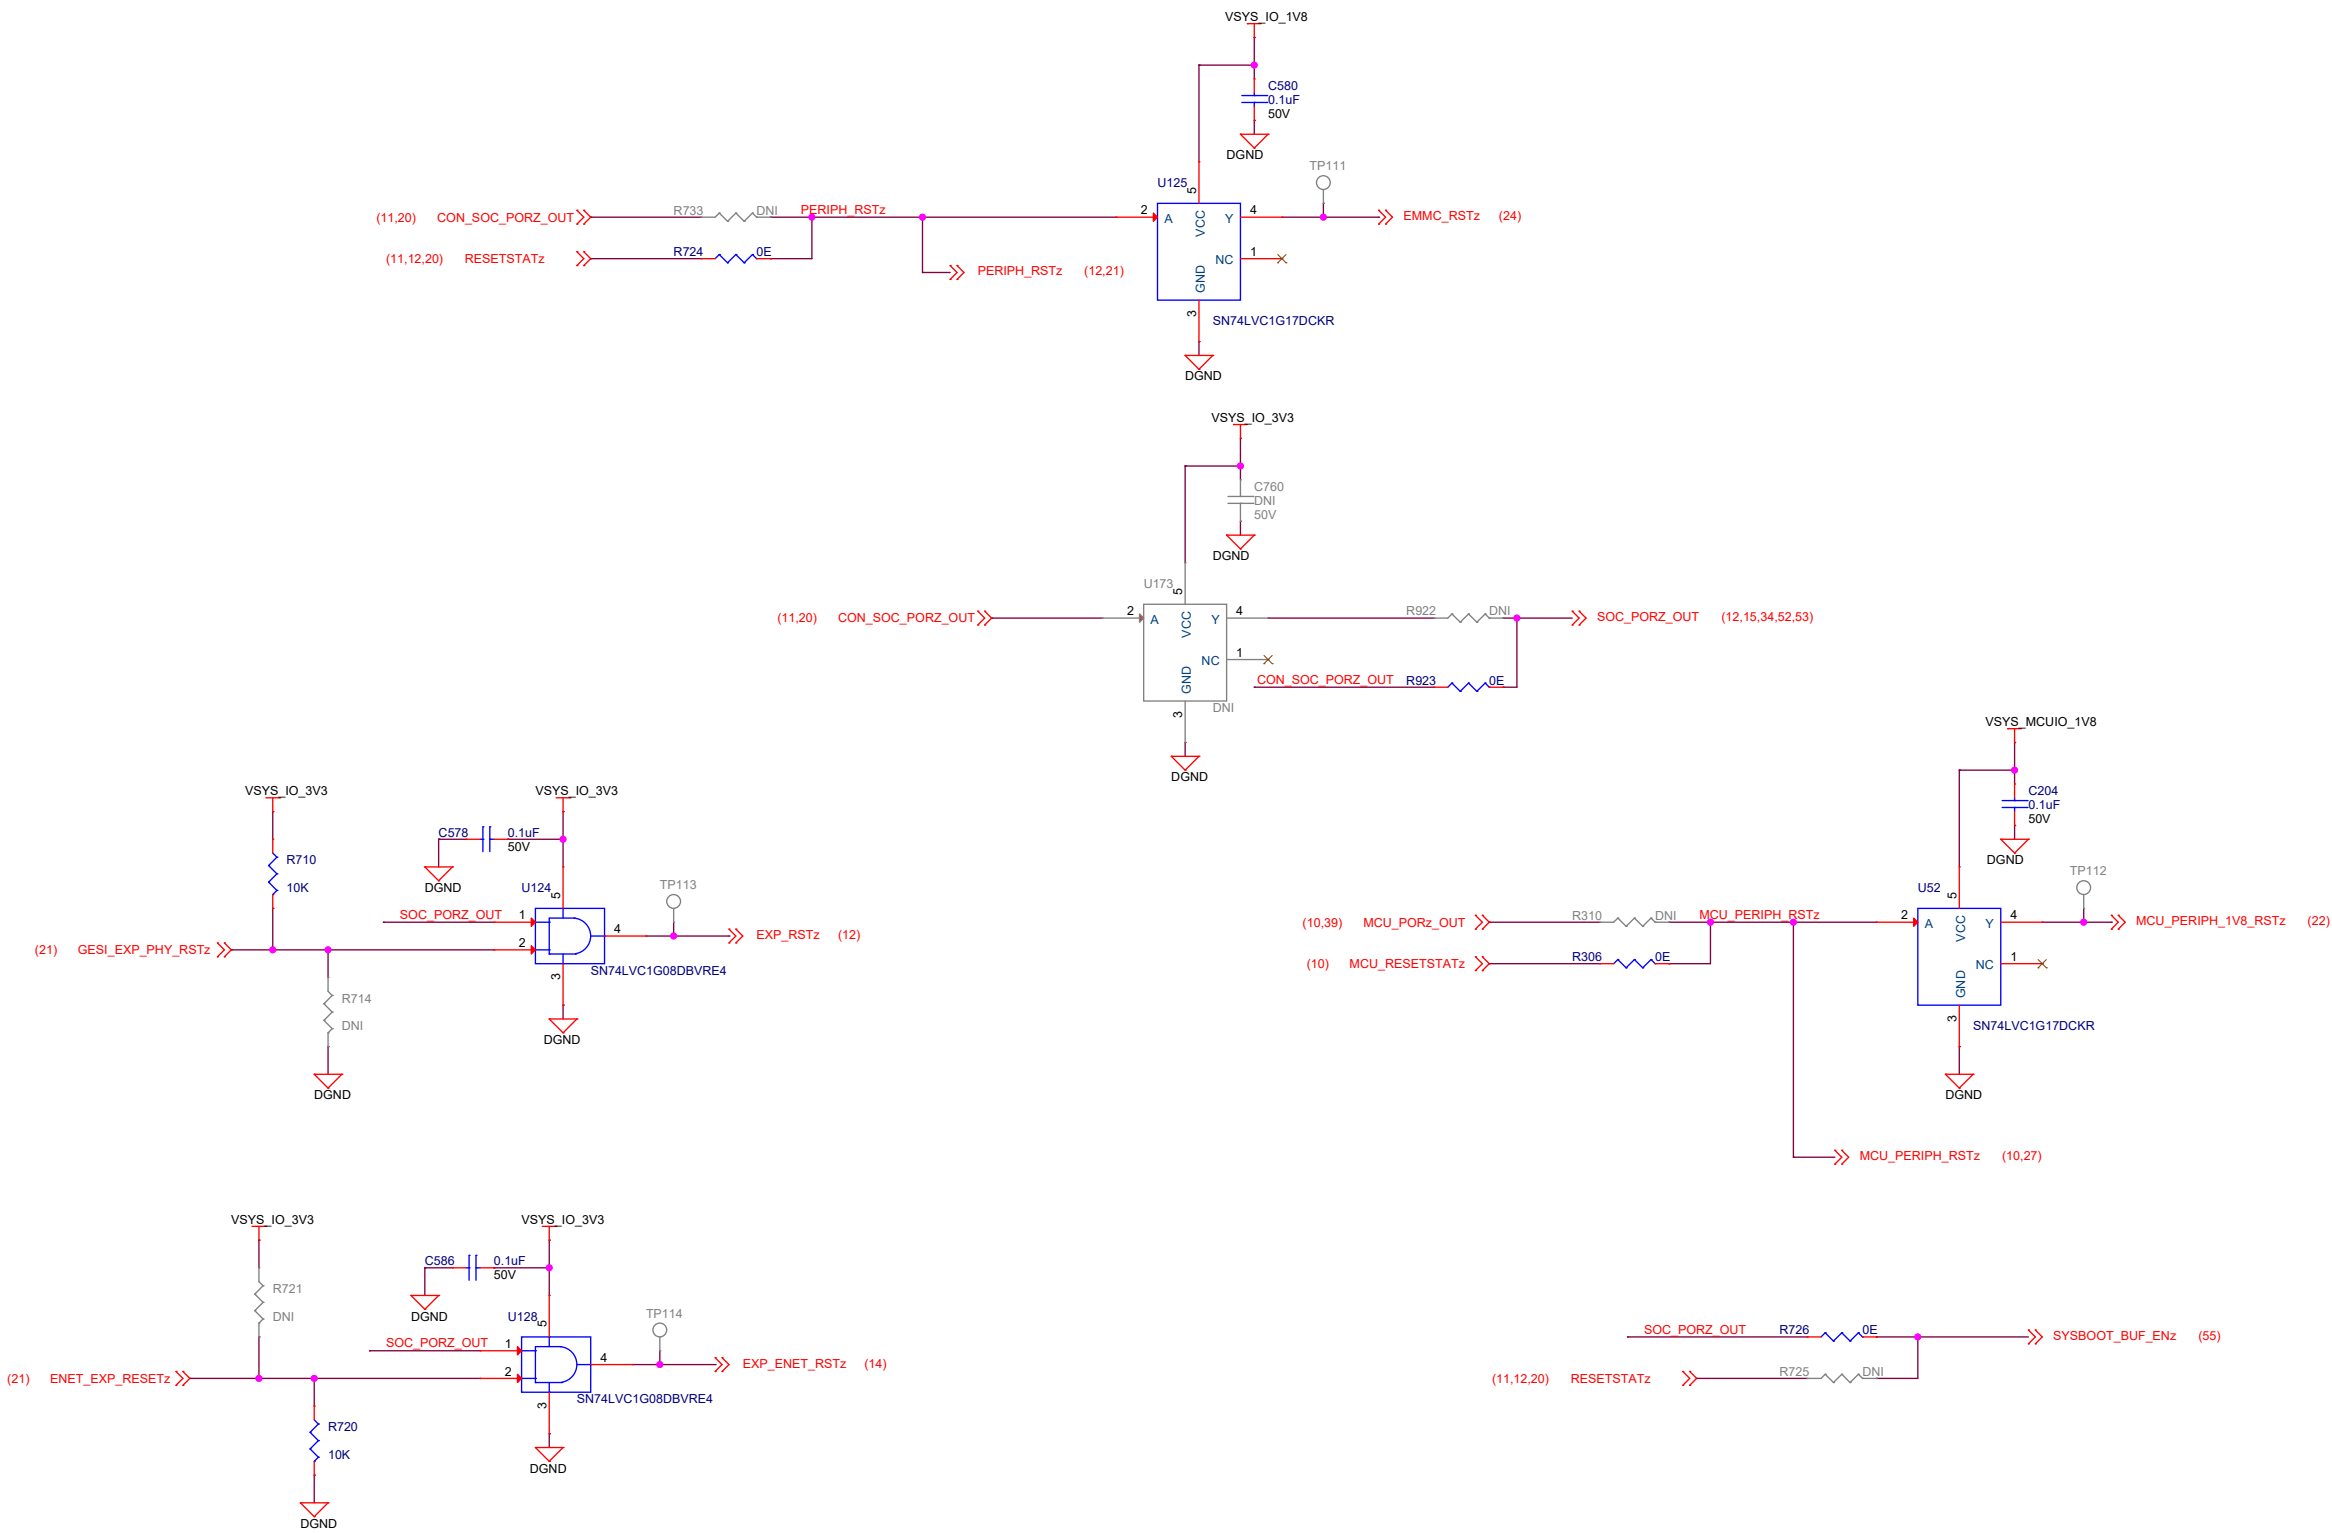 VSYS_IO_1V8
C580
0.1uF
50V
DGND
TP111
U125
5
(11,20) CON_SOC_PORZ_OUT R733 DNI PERIPH_RSTz 2 A VCC Y 4 EMMC_RSTz (24)
(11,12,20) RESETSTATz R724 0E NC 1
PERIPH_RSTz (12,21)
GND
3
SN74LVC1G17DCKR
DGND
VSYS_IO_3V3
C760
DNI
50V
DGND
U173
5
(11,20) CON_SOC_PORZ_OUT 2 A VCC Y 4 R922 DNI SOC_PORZ_OUT (12,15,34,52,53)
NC 1
GND
CON_SOC_PORZ_OUT R923 0E
3
DNI
DGND
VSYS_MCUIO_1V8
C204
0.1uF
50V
DGND
TP112
U52
5
(10,39) MCU_PORz_OUT R310 DNI MCU_PERIPH_RSTz 2 A VCC Y 4 MCU_PERIPH_1V8_RSTz (22)
(10) MCU_RESETSTATz R306 0E NC 1
GND
3
SN74LVC1G17DCKR
DGND
MCU_PERIPH_RSTz (10,27)
VSYS_IO_3V3
VSYS_IO_3V3
C578 0.1uF
50V
DGND
R710
10K
U124
5
TP113
SOC_PORZ_OUT 1
4 EXP_RSTz (12)
(21) GESI_EXP_PHY_RSTz 2
3
SN74LVC1G08DBVRE4
R714
DNI
DGND
DGND
VSYS_IO_3V3
VSYS_IO_3V3
C586 0.1uF
50V
DGND
R721
DNI
U128
5
TP114
SOC_PORZ_OUT 1
4 EXP_ENET_RSTz (14)
(21) ENET_EXP_RESETz 2
3
SN74LVC1G08DBVRE4
R720
10K
DGND
DGND
SOC_PORZ_OUT R726 0E SYSBOOT_BUF_ENz (55)
(11,12,20) RESETSTATz R725 DNI